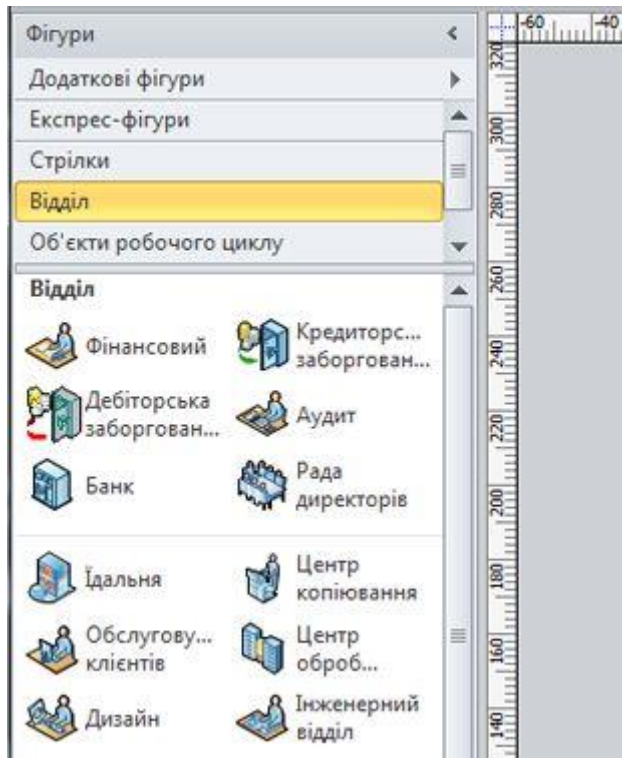 Фігури
Додаткові фігури
Експрес-фігури
Стрілки
Відділ
Об'єкти робочого циклу
Відділ
Фінансовий
Кредиторс...
заборгован...
Дебіторська
заборгован...
Аудит
Банк
Рада
директорів
Їдальня
Центр
копіювання
Обслугову...
клієнтів
Центр
оброб...
Дизайн
Інженерний
відділ
-60
-40
320
300
280
260
240
220
200
180
160
140